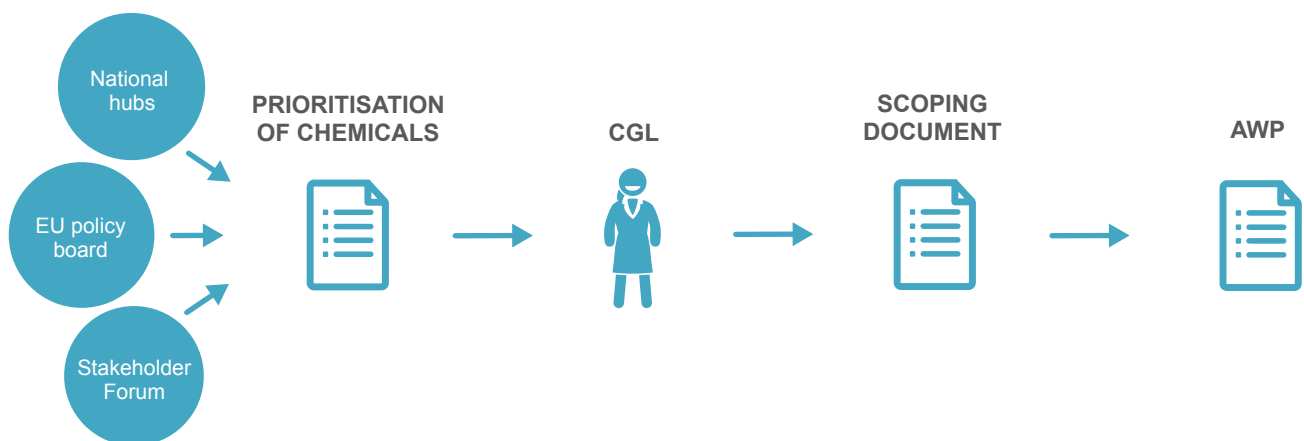 National
hubs
EU policy
board
Stakeholder
Forum
PRIORITISATION
OF CHEMICALS
CGL
SCOPING
DOCUMENT
AWP